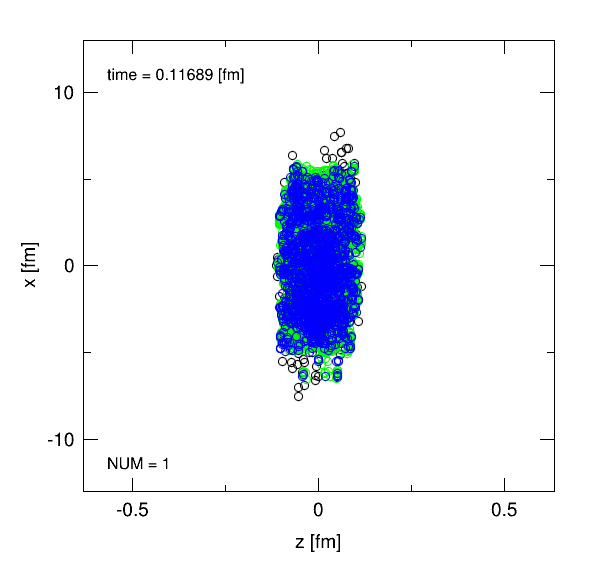 time = 0.11689 [fm]
10
0
-10
x [fm]
NUM = 1
-0.5
0
0.5
z [fm]